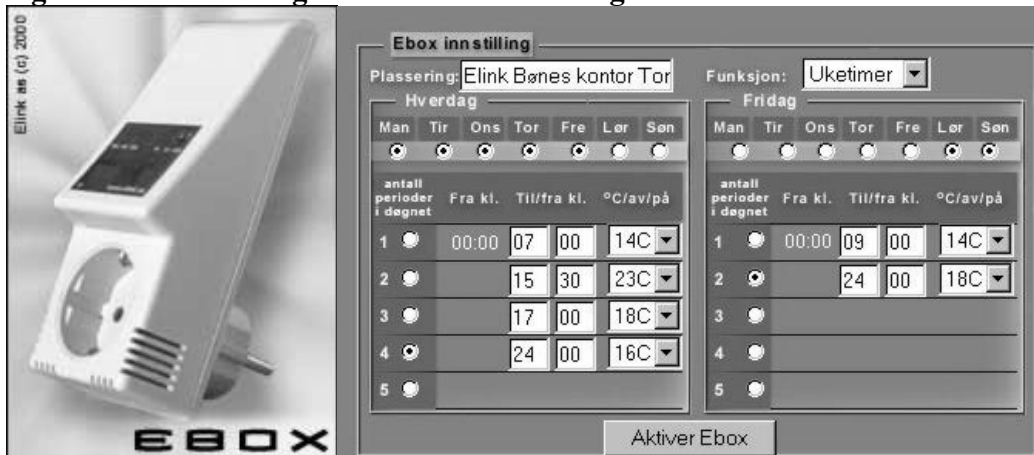 Elink as (c) 2000
EBOX
Ebox innstilling
Plassering: Elink Bønes kontor Tor
Funksjon: Uketimer
Hverdag
Man Tir Ons Tor Fre Lør Søn
antall perioder i døgnet
Fra kl. Til/fra kl. ºC/av/på
1 00:00 07 00 14C
2 15 30 23C
3 17 00 18C
4 24 00 16C
5
Fridag
Man Tir Ons Tor Fre Lør Søn
antall perioder i døgnet
Fra kl. Til/fra kl. ºC/av/på
1 00:00 09 00 14C
2 24 00 18C
3
4
5
Aktiver Ebox